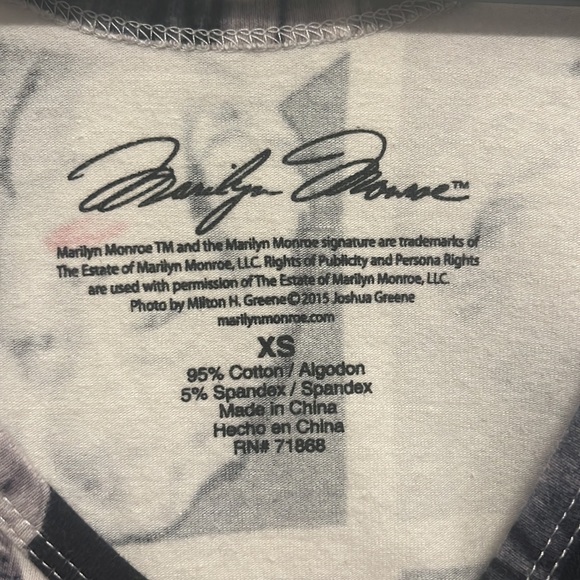 Marilyn Monroe™
Marilyn Monroe TM and the Marilyn Monroe signature are trademarks of
The Estate of Marilyn Monroe, LLC. Rights of Publicity and Persona Rights
are used with permission of The Estate of Marilyn Monroe, LLC.
Photo by Milton H. Greene©2015 Joshua Greene
marilynmonroe.com
XS
95% Cotton / Algodon
5% Spandex / Spandex
Made in China
Hecho en China
RN# 71868